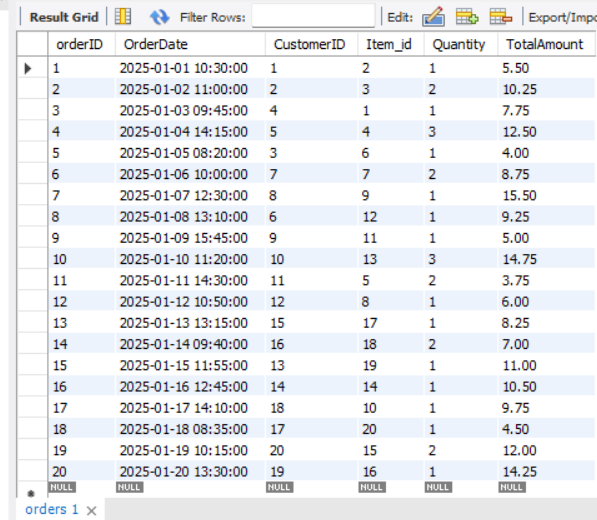 Result Grid Filter Rows: Edit: Export/Impo
orderID OrderDate CustomerID Item_id Quantity TotalAmount
1 2025-01-01 10:30:00 1 2 1 5.50
2 2025-01-02 11:00:00 2 3 2 10.25
3 2025-01-03 09:45:00 4 1 1 7.75
4 2025-01-04 14:15:00 5 4 3 12.50
5 2025-01-05 08:20:00 3 6 1 4.00
6 2025-01-06 10:00:00 7 7 2 8.75
7 2025-01-07 12:30:00 8 9 1 15.50
8 2025-01-08 13:10:00 6 12 1 9.25
9 2025-01-09 15:45:00 9 11 1 5.00
10 2025-01-10 11:20:00 10 13 3 14.75
11 2025-01-11 14:30:00 11 5 2 3.75
12 2025-01-12 10:50:00 12 8 1 6.00
13 2025-01-13 13:15:00 15 17 1 8.25
14 2025-01-14 09:40:00 16 18 2 7.00
15 2025-01-15 11:55:00 13 19 1 11.00
16 2025-01-16 12:45:00 14 14 1 10.50
17 2025-01-17 14:10:00 18 10 1 9.75
18 2025-01-18 08:35:00 17 20 1 4.50
19 2025-01-19 10:15:00 20 15 2 12.00
20 2025-01-20 13:30:00 19 16 1 14.25
NULL NULL NULL NULL NULL NULL
orders 1